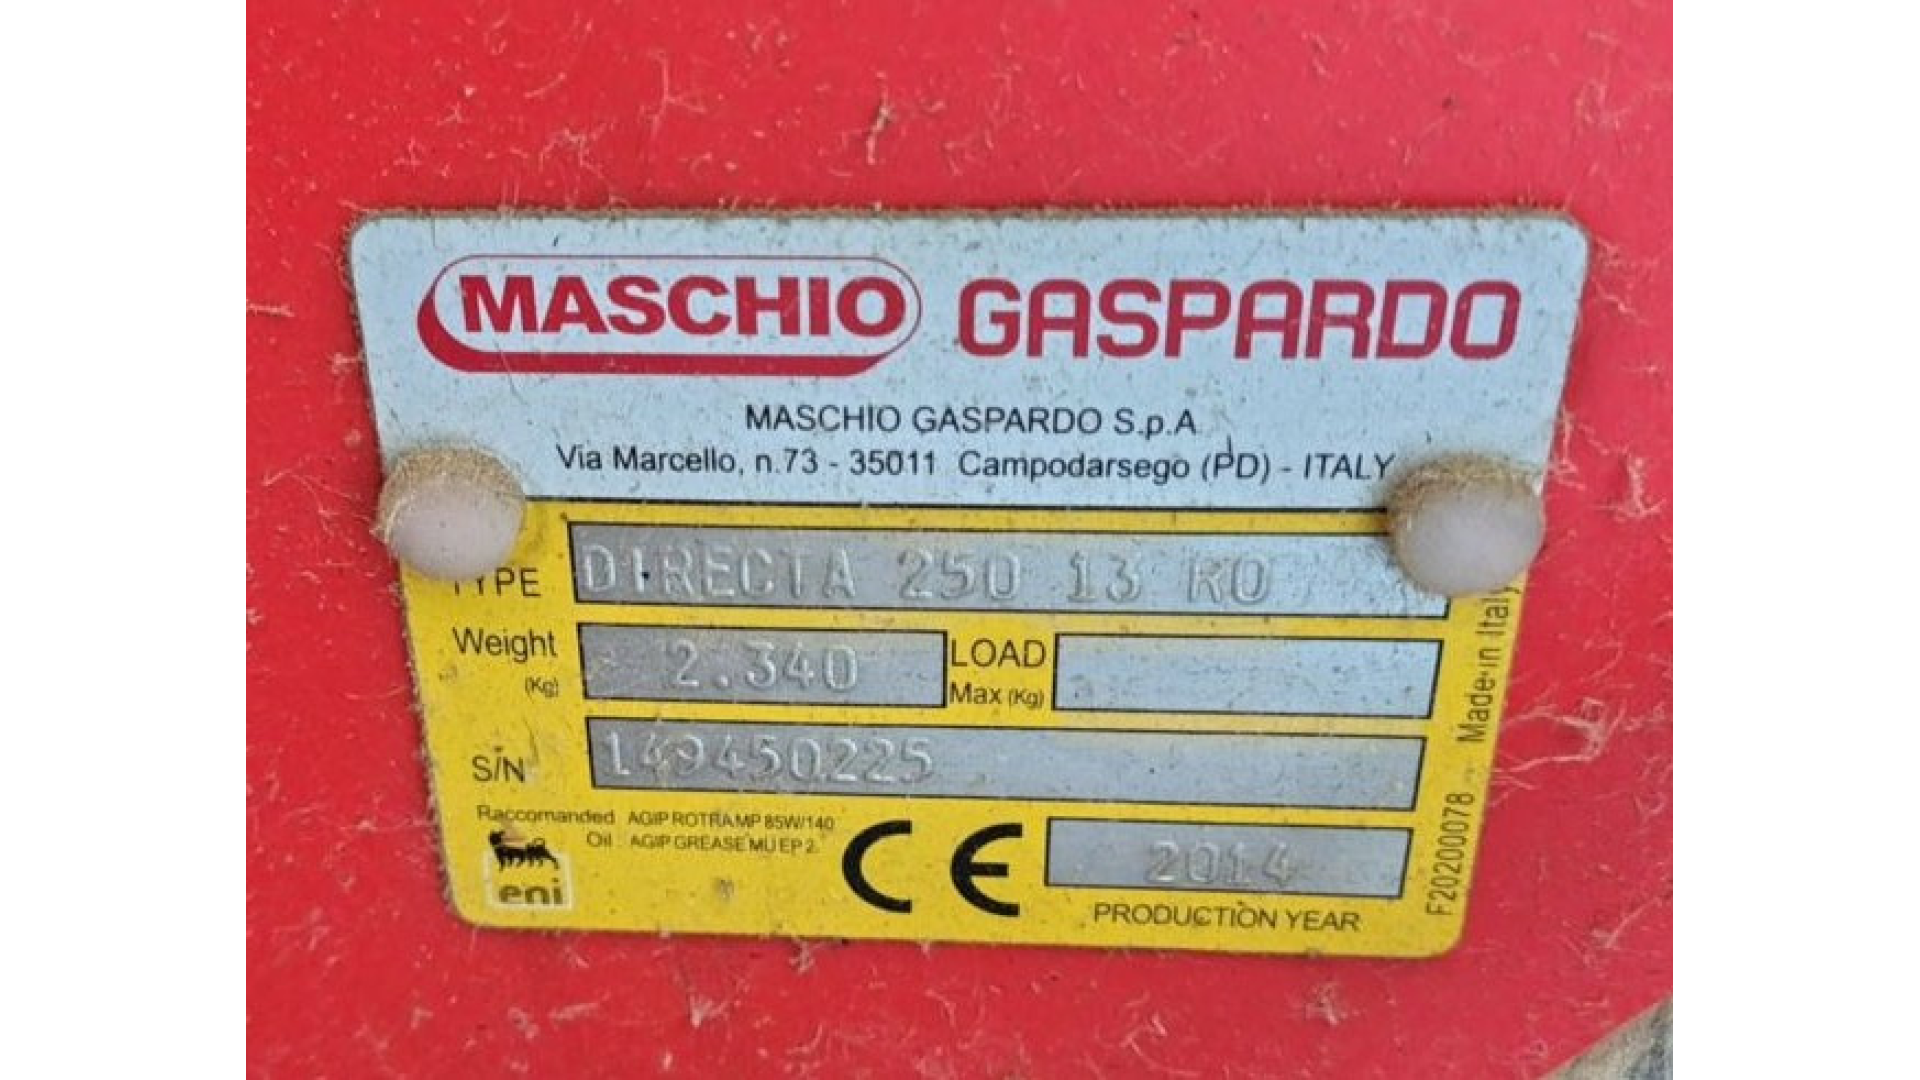 MASCHIO GASPARDO
MASCHIO GASPARDO S.p.A
Via Marcello, n.73 - 35011 Campodarsego (PD) - ITALY
TYPE DIRECTA 250 13 RO
Weight (Kg) 2.340 LOAD Max (Kg)
S/N 149450225
Raccomanded AGIP ROTRA MP 85W/140
Oil : AGIP GREASE MU EP 2
eni
CE 2014
PRODUCTION YEAR
F20200078 - Made in Italy